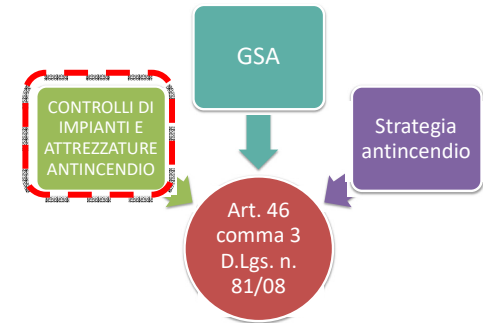 GSA
CONTROLLI DI
IMPIANTI E
ATTREZZATURE
ANTINCENDIO
Strategia
antincendio
Art. 46
comma 3
D.Lgs. n.
81/08